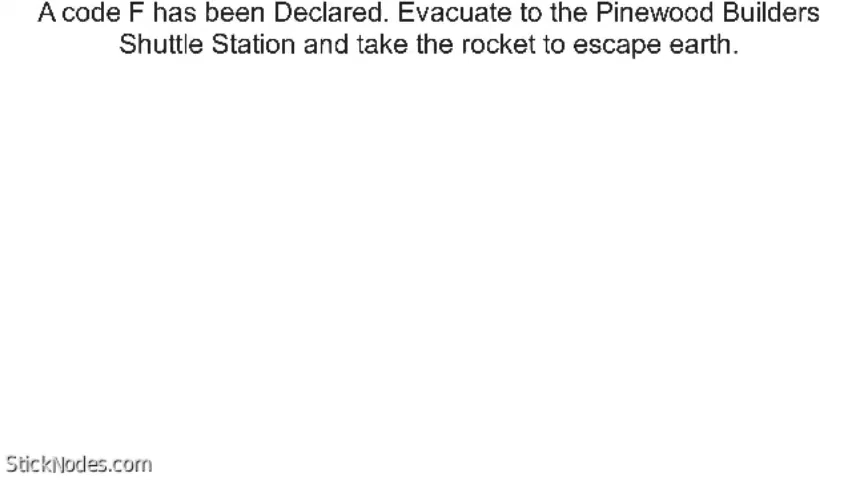 A code F has been Declared. Evacuate to the Pinewood Builders
Shuttle Station and take the rocket to escape earth.
StickNodes.com